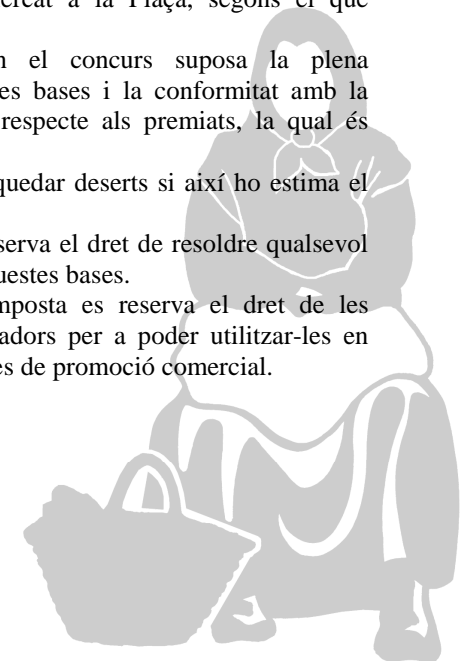 a la Plaça, segons el que
el concurs suposa la plena
es bases i la conformitat amb la
respecte als premiats, la qual és
quedar deserts si així ho estima el
serva el dret de resoldre qualsevol
uestes bases.
mposta es reserva el dret de les
adors per a poder utilitzar-les en
es de promoció comercial.